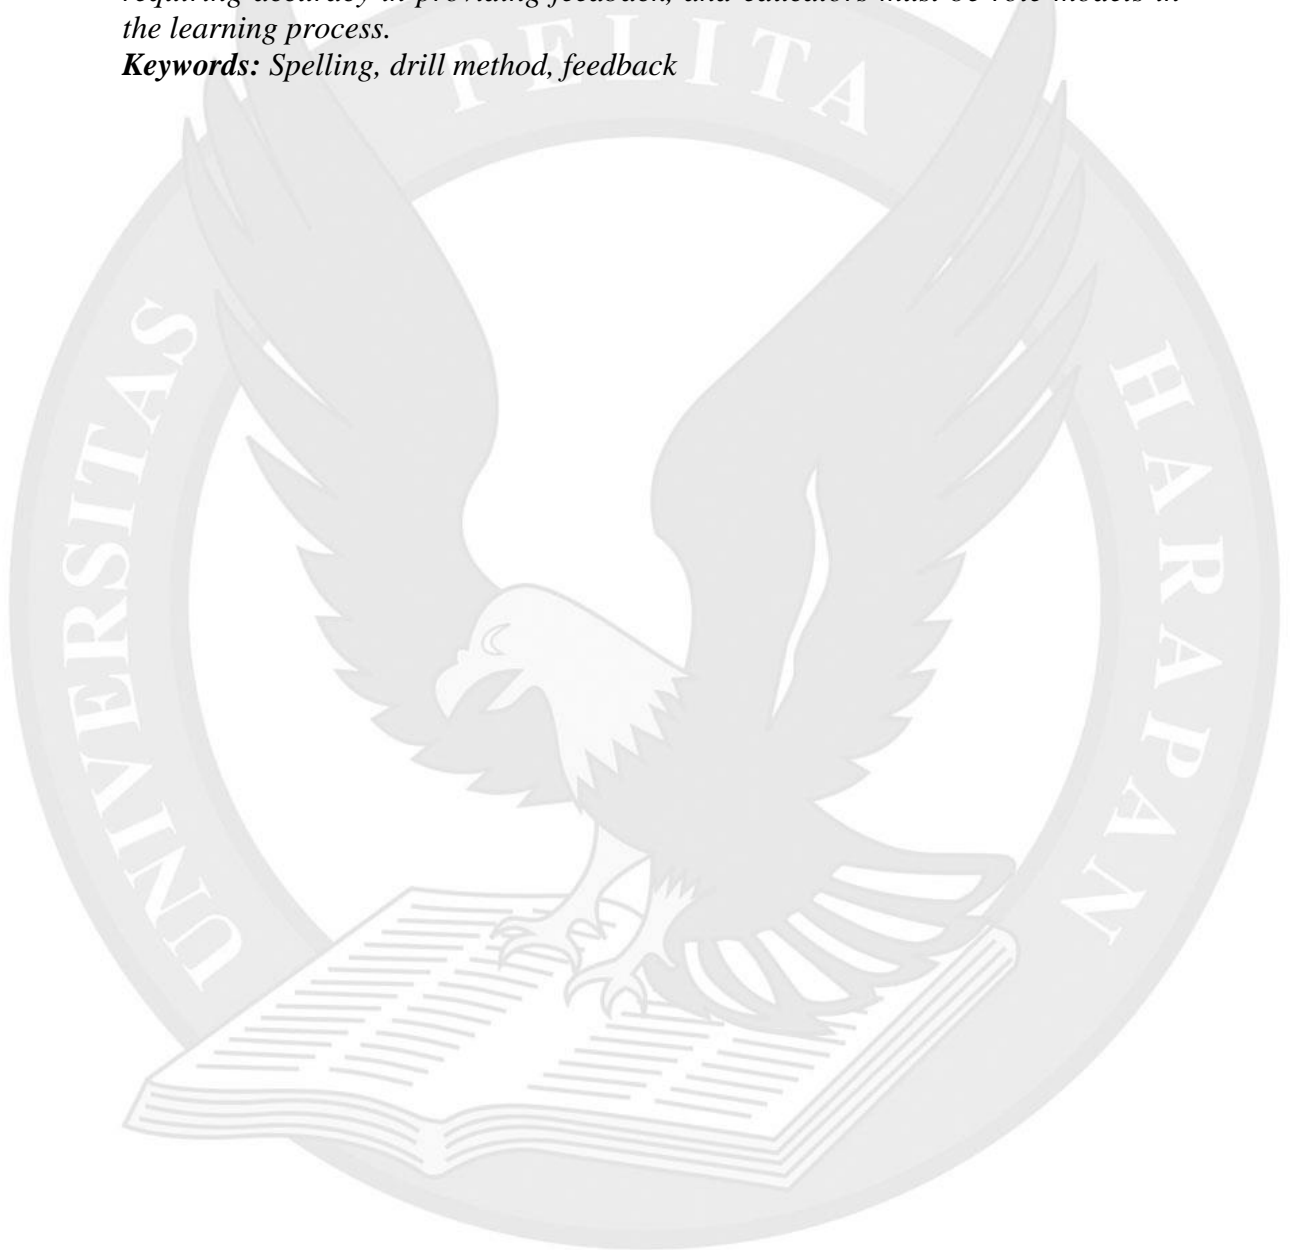 requiring accuracy in providing feedback, and educators must be role models in
the learning process.
Keywords: Spelling, drill method, feedback
UNIVERSITAS PELITA HARAPAN